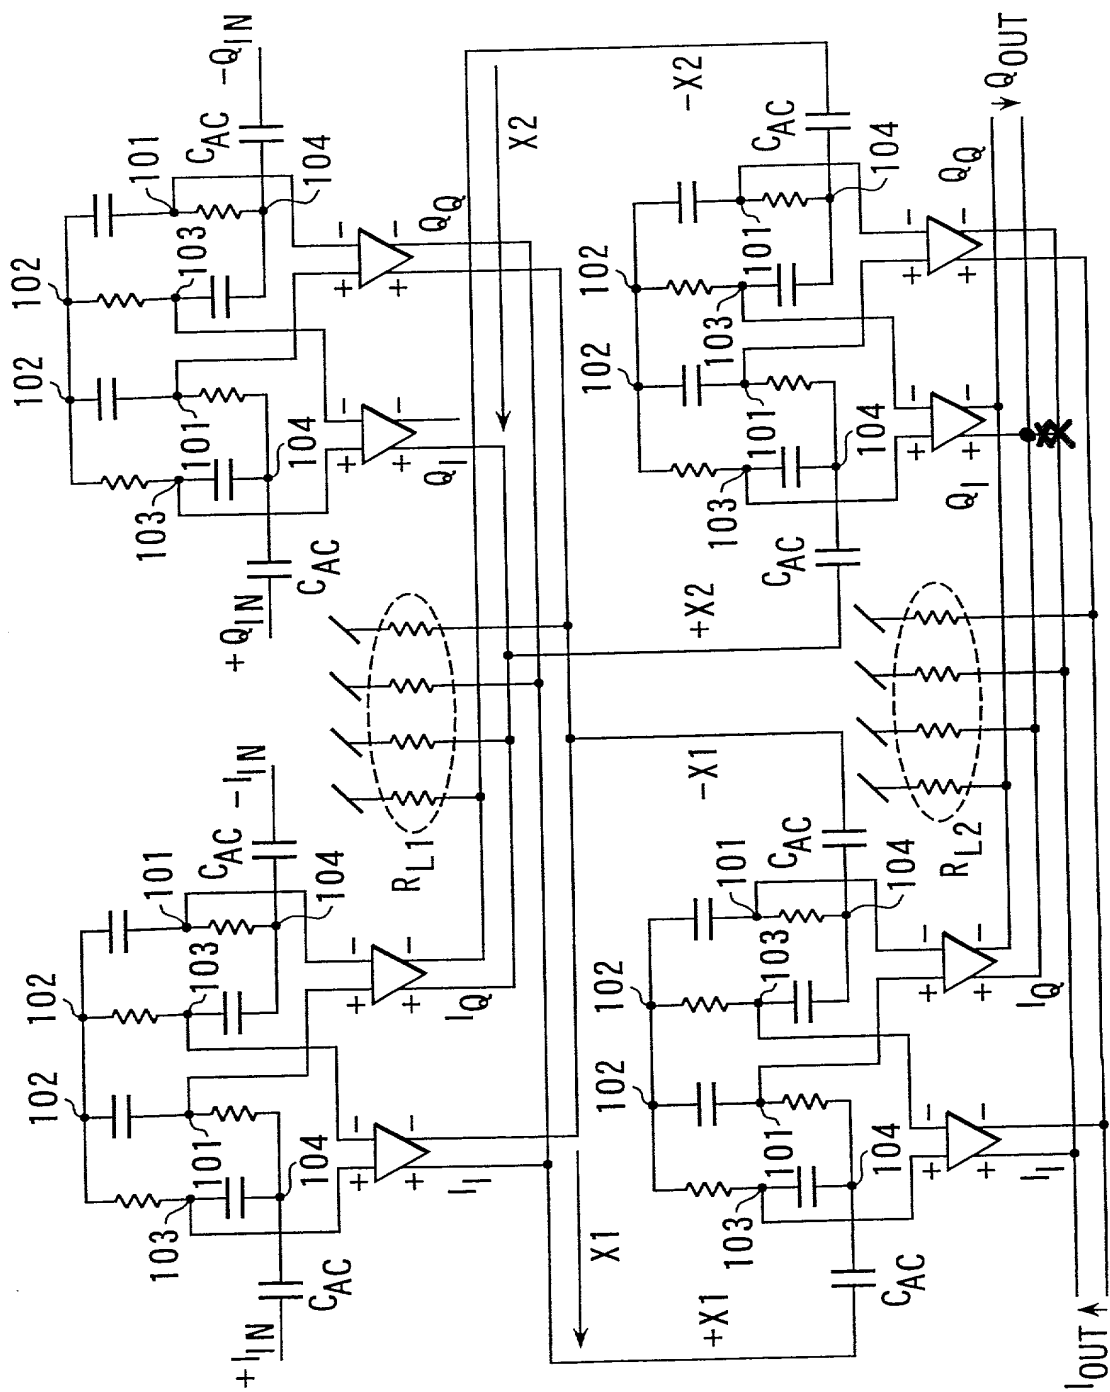 102
102
101
−Q_IN
103
C_AC
101
104
104
103
+Q_IN
C_AC
− −
+ +
− −
+ +
Q_I
Q_Q
X2
102
102
101
−I_IN
103
C_AC
101
104
104
103
+I_IN
C_AC
− −
+ +
− −
+ +
I_I
I_Q
R_L1
X1
102
102
−X2
C_AC
101
104
103
101
104
103
C_AC
+X2
− −
+ +
− −
+ +
Q_I
Q_Q
Q_OUT
102
102
−X1
101
C_AC
103
104
101
104
103
C_AC
+X1
− −
+ +
− −
+ +
I_I
I_Q
R_L2
I_OUT